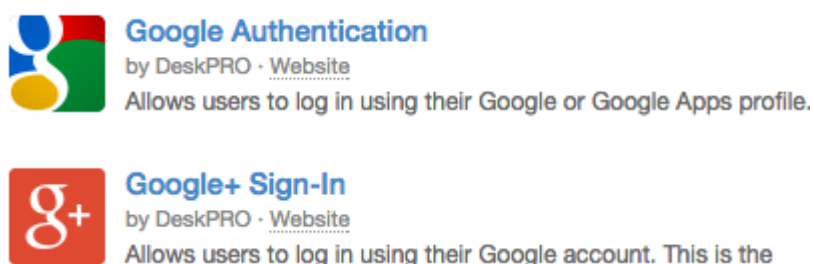 Google Authentication
by DeskPRO · Website
Allows users to log in using their Google or Google Apps profile.
g+
Google+ Sign-In
by DeskPRO · Website
Allows users to log in using their Google account. This is the